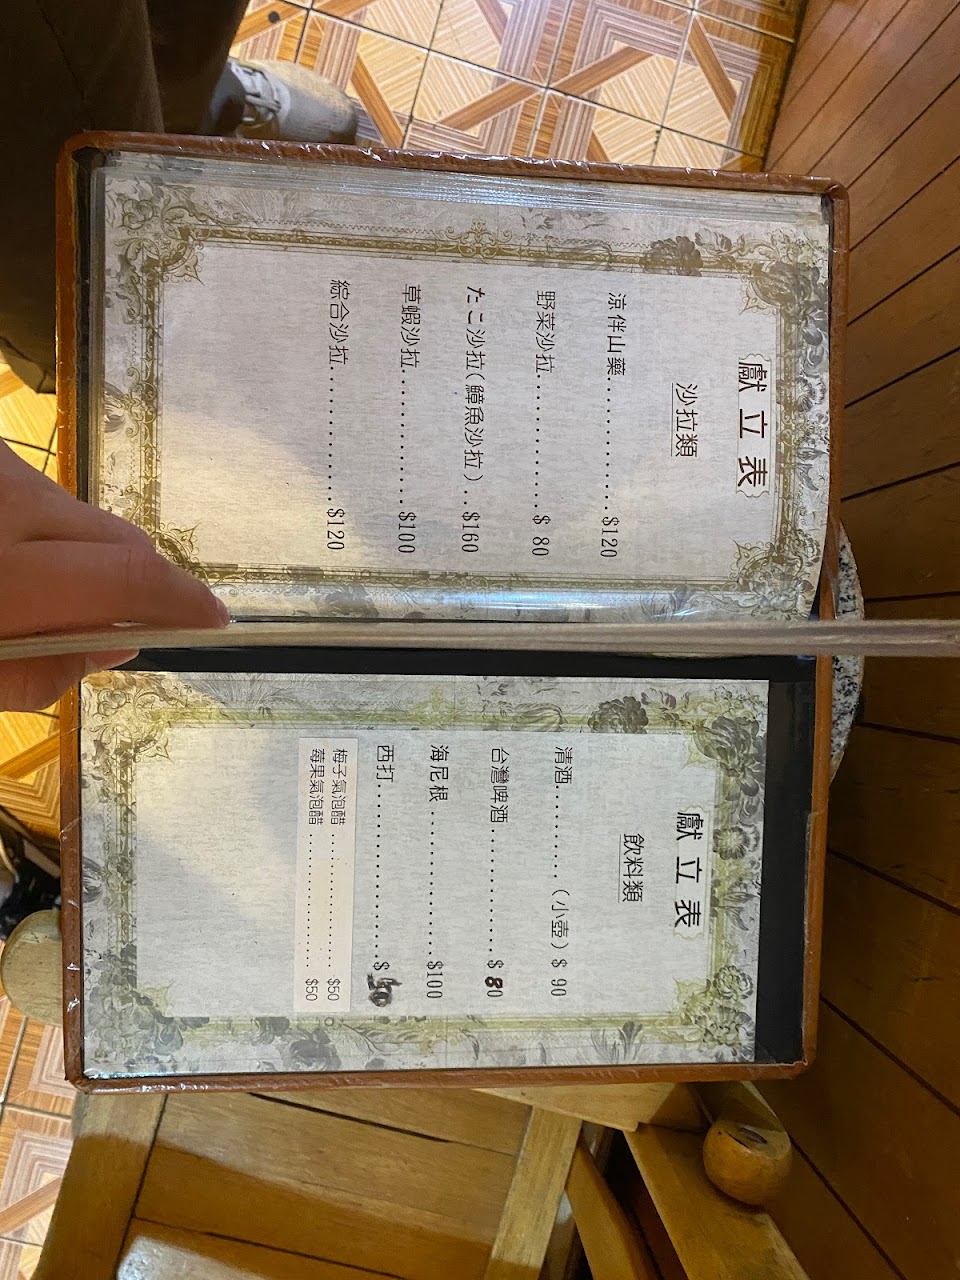 獻立表
沙拉類
涼伴山藥..............$120
野菜沙拉..............$ 80
たこ沙拉(鱆魚沙拉)..$160
草蝦沙拉..............$100
綜合沙拉..............$120
獻立表
飲料類
清酒..........(小壺)$ 90
台灣啤酒..............$ 80
海尼根................$100
西打..................$
梅子氣泡醋................$50
莓果氣泡醋................$50